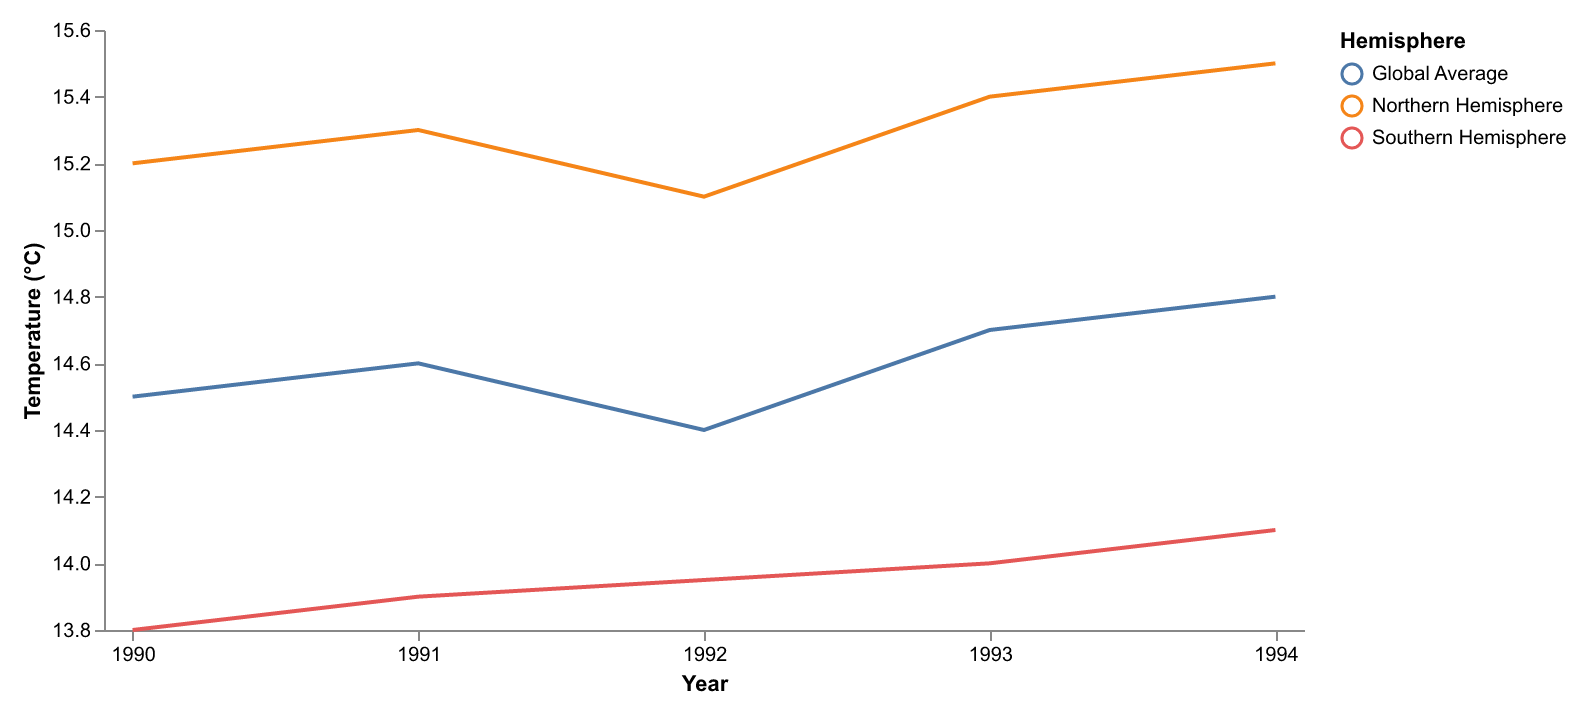 15.6
15.4
15.2
15.0
14.8
14.6
14.4
14.2
14.0
13.8
Temperature (°C)
1990 1991 1992 1993 1994
Year
Hemisphere
Global Average
Northern Hemisphere
Southern Hemisphere